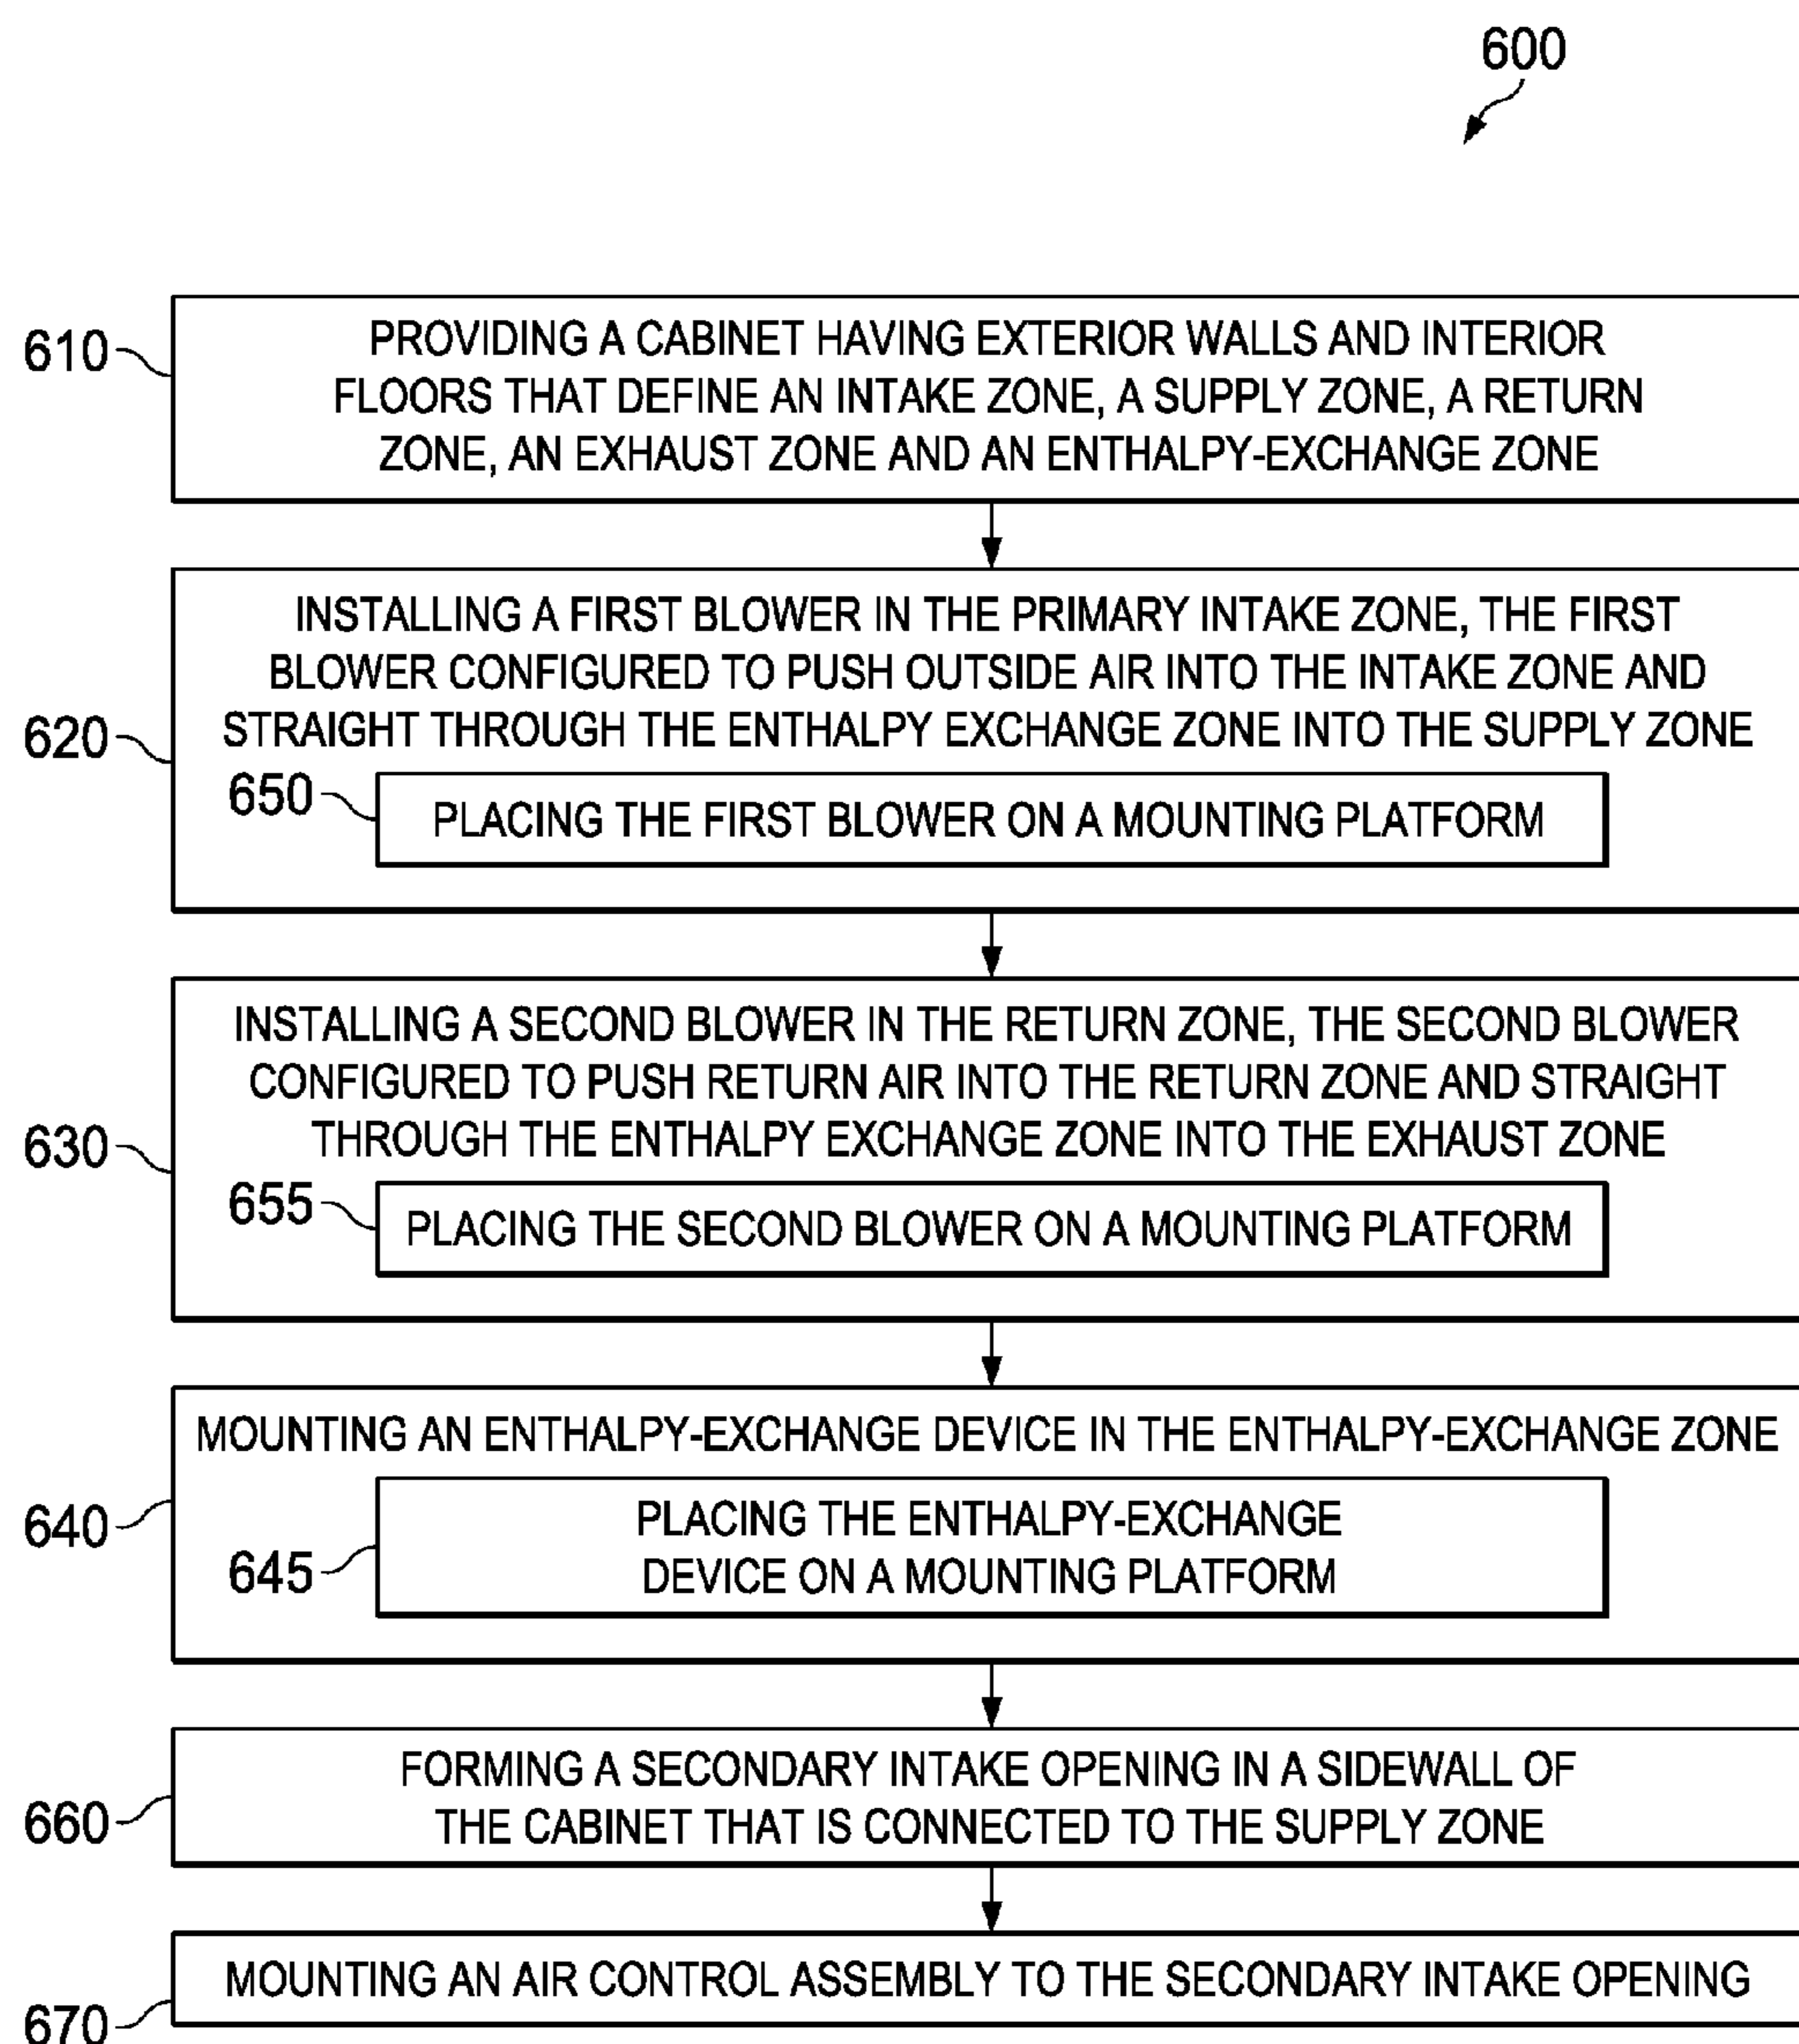 600
610
PROVIDING A CABINET HAVING EXTERIOR WALLS AND INTERIOR
FLOORS THAT DEFINE AN INTAKE ZONE, A SUPPLY ZONE, A RETURN
ZONE, AN EXHAUST ZONE AND AN ENTHALPY-EXCHANGE ZONE
620
INSTALLING A FIRST BLOWER IN THE PRIMARY INTAKE ZONE, THE FIRST
BLOWER CONFIGURED TO PUSH OUTSIDE AIR INTO THE INTAKE ZONE AND
STRAIGHT THROUGH THE ENTHALPY EXCHANGE ZONE INTO THE SUPPLY ZONE
650
PLACING THE FIRST BLOWER ON A MOUNTING PLATFORM
630
INSTALLING A SECOND BLOWER IN THE RETURN ZONE, THE SECOND BLOWER
CONFIGURED TO PUSH RETURN AIR INTO THE RETURN ZONE AND STRAIGHT
THROUGH THE ENTHALPY EXCHANGE ZONE INTO THE EXHAUST ZONE
655
PLACING THE SECOND BLOWER ON A MOUNTING PLATFORM
640
MOUNTING AN ENTHALPY-EXCHANGE DEVICE IN THE ENTHALPY-EXCHANGE ZONE
645
PLACING THE ENTHALPY-EXCHANGE
DEVICE ON A MOUNTING PLATFORM
660
FORMING A SECONDARY INTAKE OPENING IN A SIDEWALL OF
THE CABINET THAT IS CONNECTED TO THE SUPPLY ZONE
670
MOUNTING AN AIR CONTROL ASSEMBLY TO THE SECONDARY INTAKE OPENING